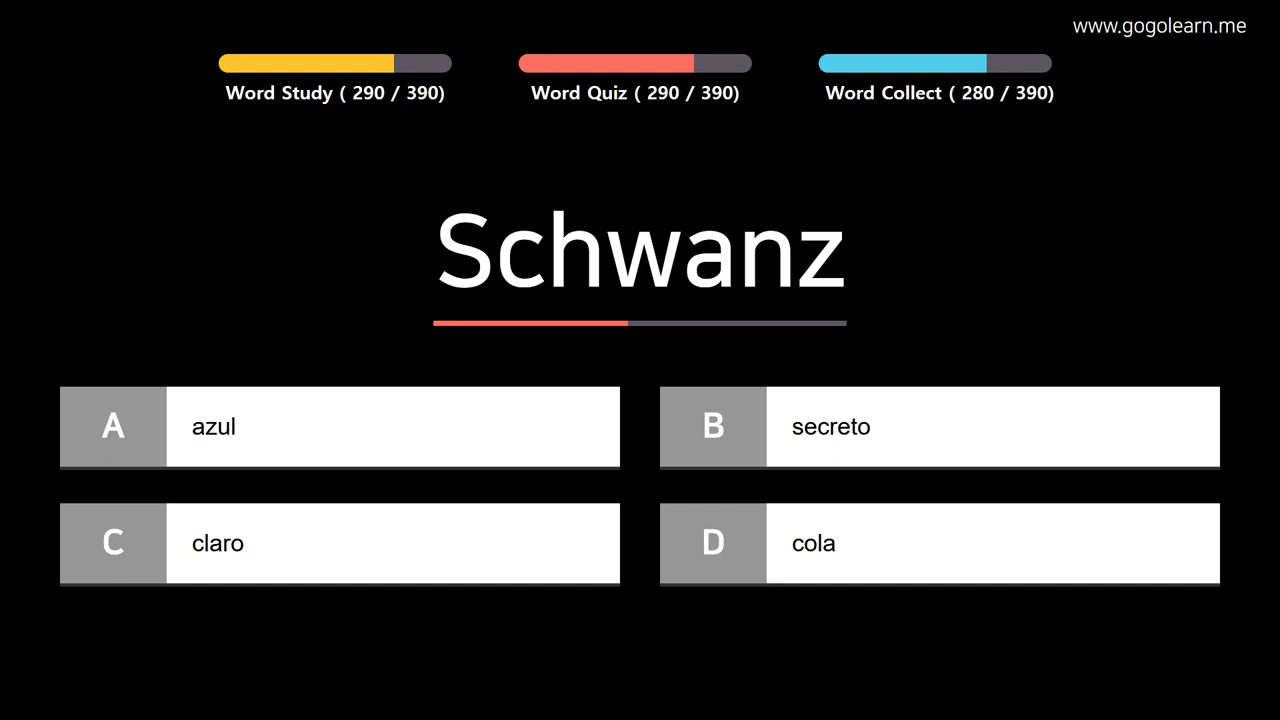 www.gogolearn.me
Word Study ( 290 / 390)
Word Quiz ( 290 / 390)
Word Collect ( 280 / 390)
Schwanz
A azul
B secreto
C claro
D cola